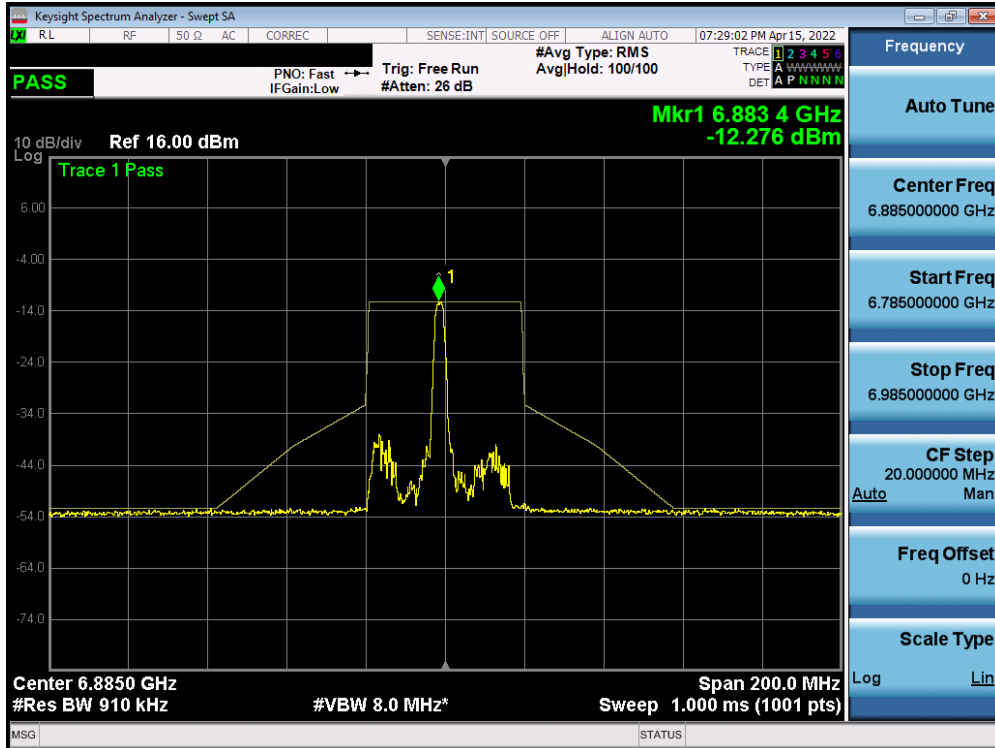 Keysight Spectrum Analyzer - Swept SA
LXI RL RF 50 Ω AC CORREC SENSE:INT SOURCE OFF ALIGN AUTO 07:29:02 PM Apr 15, 2022
PASS
PNO: Fast
IFGain:Low
Trig: Free Run
#Atten: 26 dB
#Avg Type: RMS
Avg|Hold: 100/100
TRACE 1 2 3 4 5 6
TYPE A WWWWW
DET A P N N N N
Mkr1 6.883 4 GHz
-12.276 dBm
10 dB/div Ref 16.00 dBm
Log
Trace 1 Pass
6.00
-4.00
1
-14.0
-24.0
-34.0
-44.0
-54.0
-64.0
-74.0
Center 6.8850 GHz Span 200.0 MHz
#Res BW 910 kHz #VBW 8.0 MHz* Sweep 1.000 ms (1001 pts)
MSG STATUS
Frequency
Auto Tune
Center Freq
6.885000000 GHz
Start Freq
6.785000000 GHz
Stop Freq
6.985000000 GHz
CF Step
20.000000 MHz
Auto Man
Freq Offset
0 Hz
Scale Type
Log Lin